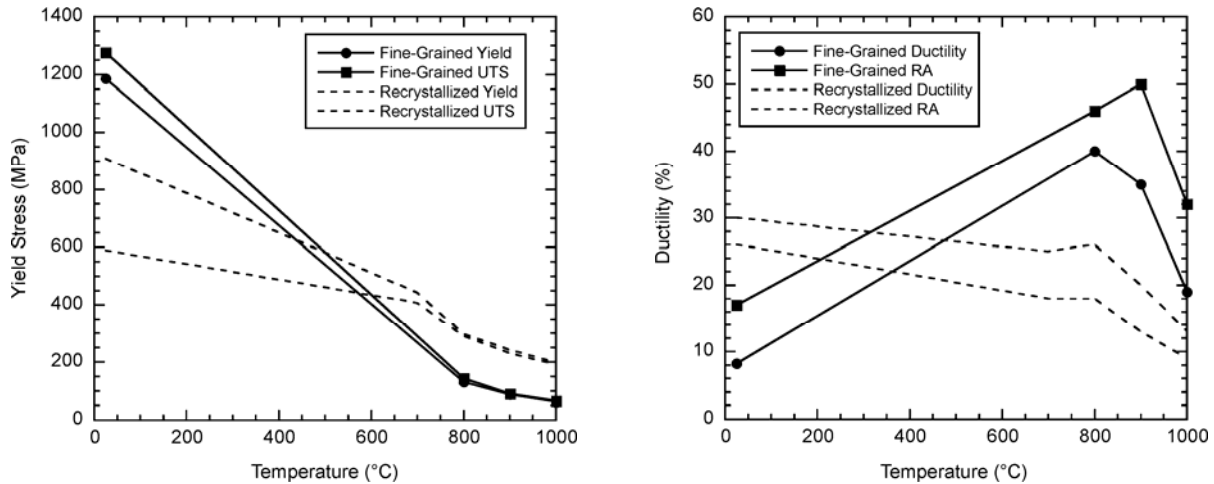 1400
1200
1000
800
600
400
200
0
Yield Stress (MPa)
Fine-Grained Yield
Fine-Grained UTS
Recrystallized Yield
Recrystallized UTS
0 200 400 600 800 1000
Temperature (°C)
60
50
40
30
20
10
0
Ductility (%)
Fine-Grained Ductility
Fine-Grained RA
Recrystallized Ductility
Recrystallized RA
0 200 400 600 800 1000
Temperature (°C)